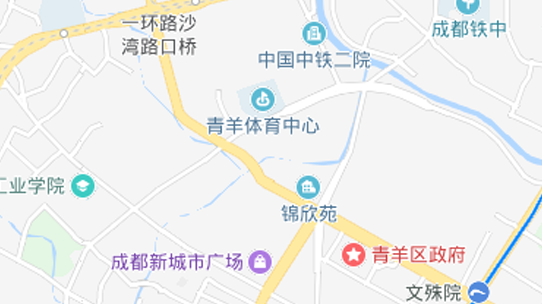 一环路沙
湾路口桥
成都铁中
中国中铁二院
青羊体育中心
工业学院
锦欣苑
成都新城市广场
青羊区政府
文殊院